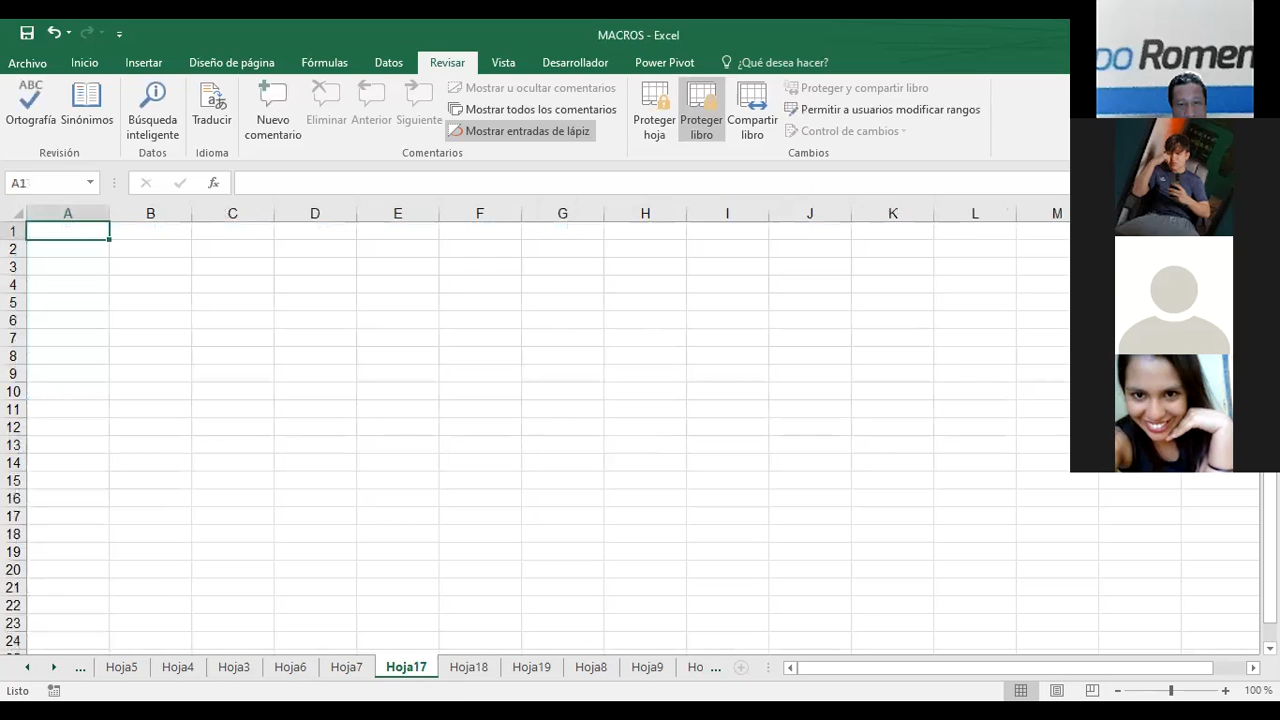 MACROS - Excel
Archivo Inicio Insertar Diseño de página Fórmulas Datos Revisar Vista Desarrollador Power Pivot ¿Qué desea hacer?
ABC
Ortografía
Sinónimos
Revisión
Búsqueda
inteligente
Datos
Traducir
Idioma
Nuevo
comentario
Eliminar
Anterior
Siguiente
Mostrar u ocultar comentarios
Mostrar todos los comentarios
Mostrar entradas de lápiz
Comentarios
Proteger
hoja
Proteger
libro
Compartir
libro
Proteger y compartir libro
Permitir a usuarios modificar rangos
Control de cambios
Cambios
A1
fx
A B C D E F G H I J K L M
1
2
3
4
5
6
7
8
9
10
11
12
13
14
15
16
17
18
19
20
21
22
23
24
... Hoja5 Hoja4 Hoja3 Hoja6 Hoja7 Hoja17 Hoja18 Hoja19 Hoja8 Hoja9 Ho ...
Listo
100 %